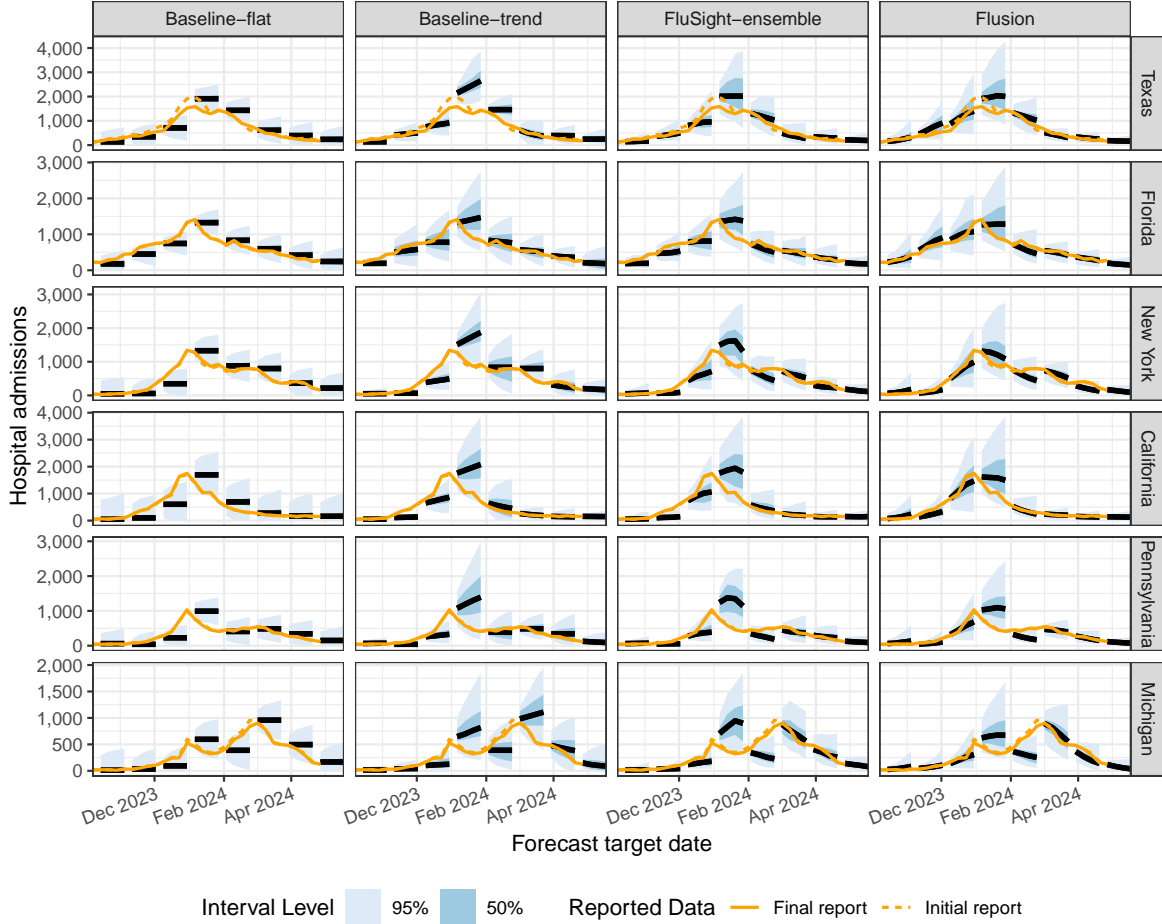 Baseline−flat Baseline−trend FluSight−ensemble Flusion
4,000
3,000
2,000
1,000
0
Texas
3,000
2,000
1,000
0
Florida
3,000
2,000
1,000
0
New York
4,000
3,000
2,000
1,000
0
California
3,000
2,000
1,000
0
Pennsylvania
2,000
1,500
1,000
500
0
Michigan
Hospital admissions
Dec 2023 Feb 2024 Apr 2024 Dec 2023 Feb 2024 Apr 2024 Dec 2023 Feb 2024 Apr 2024 Dec 2023 Feb 2024 Apr 2024
Forecast target date
Interval Level 95% 50% Reported Data Final report Initial report